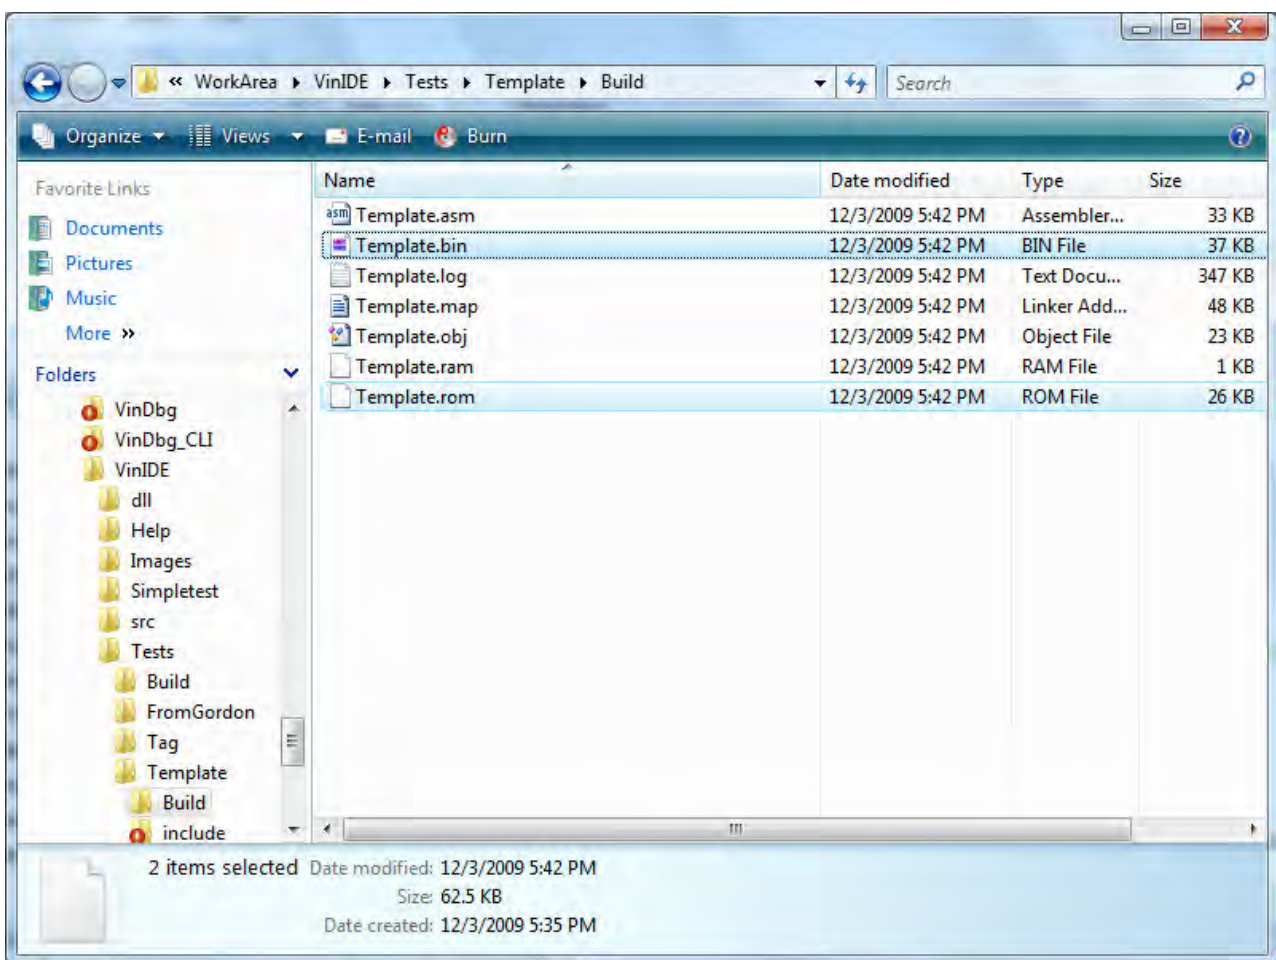 « WorkArea ▸ VinIDE ▸ Tests ▸ Template ▸ Build Search
Organize Views E-mail Burn
Favorite Links
Documents
Pictures
Music
More »
Folders
VinDbg
VinDbg_CLI
VinIDE
dll
Help
Images
Simpletest
src
Tests
Build
FromGordon
Tag
Template
Build
include
Name Date modified Type Size
asm Template.asm 12/3/2009 5:42 PM Assembler... 33 KB
Template.bin 12/3/2009 5:42 PM BIN File 37 KB
Template.log 12/3/2009 5:42 PM Text Docu... 347 KB
Template.map 12/3/2009 5:42 PM Linker Add... 48 KB
Template.obj 12/3/2009 5:42 PM Object File 23 KB
Template.ram 12/3/2009 5:42 PM RAM File 1 KB
Template.rom 12/3/2009 5:42 PM ROM File 26 KB
2 items selected Date modified: 12/3/2009 5:42 PM
Size: 62.5 KB
Date created: 12/3/2009 5:35 PM